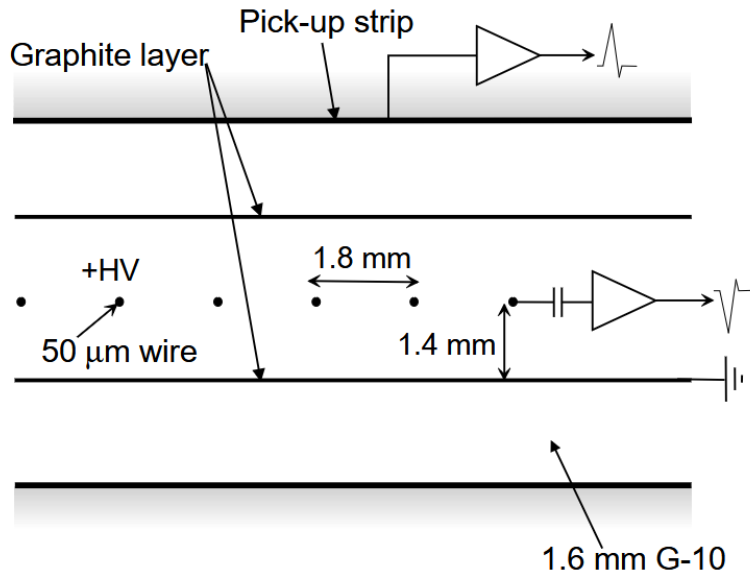 Pick-up strip
Graphite layer
+HV
1.8 mm
50 μm wire
1.4 mm
1.6 mm G-10